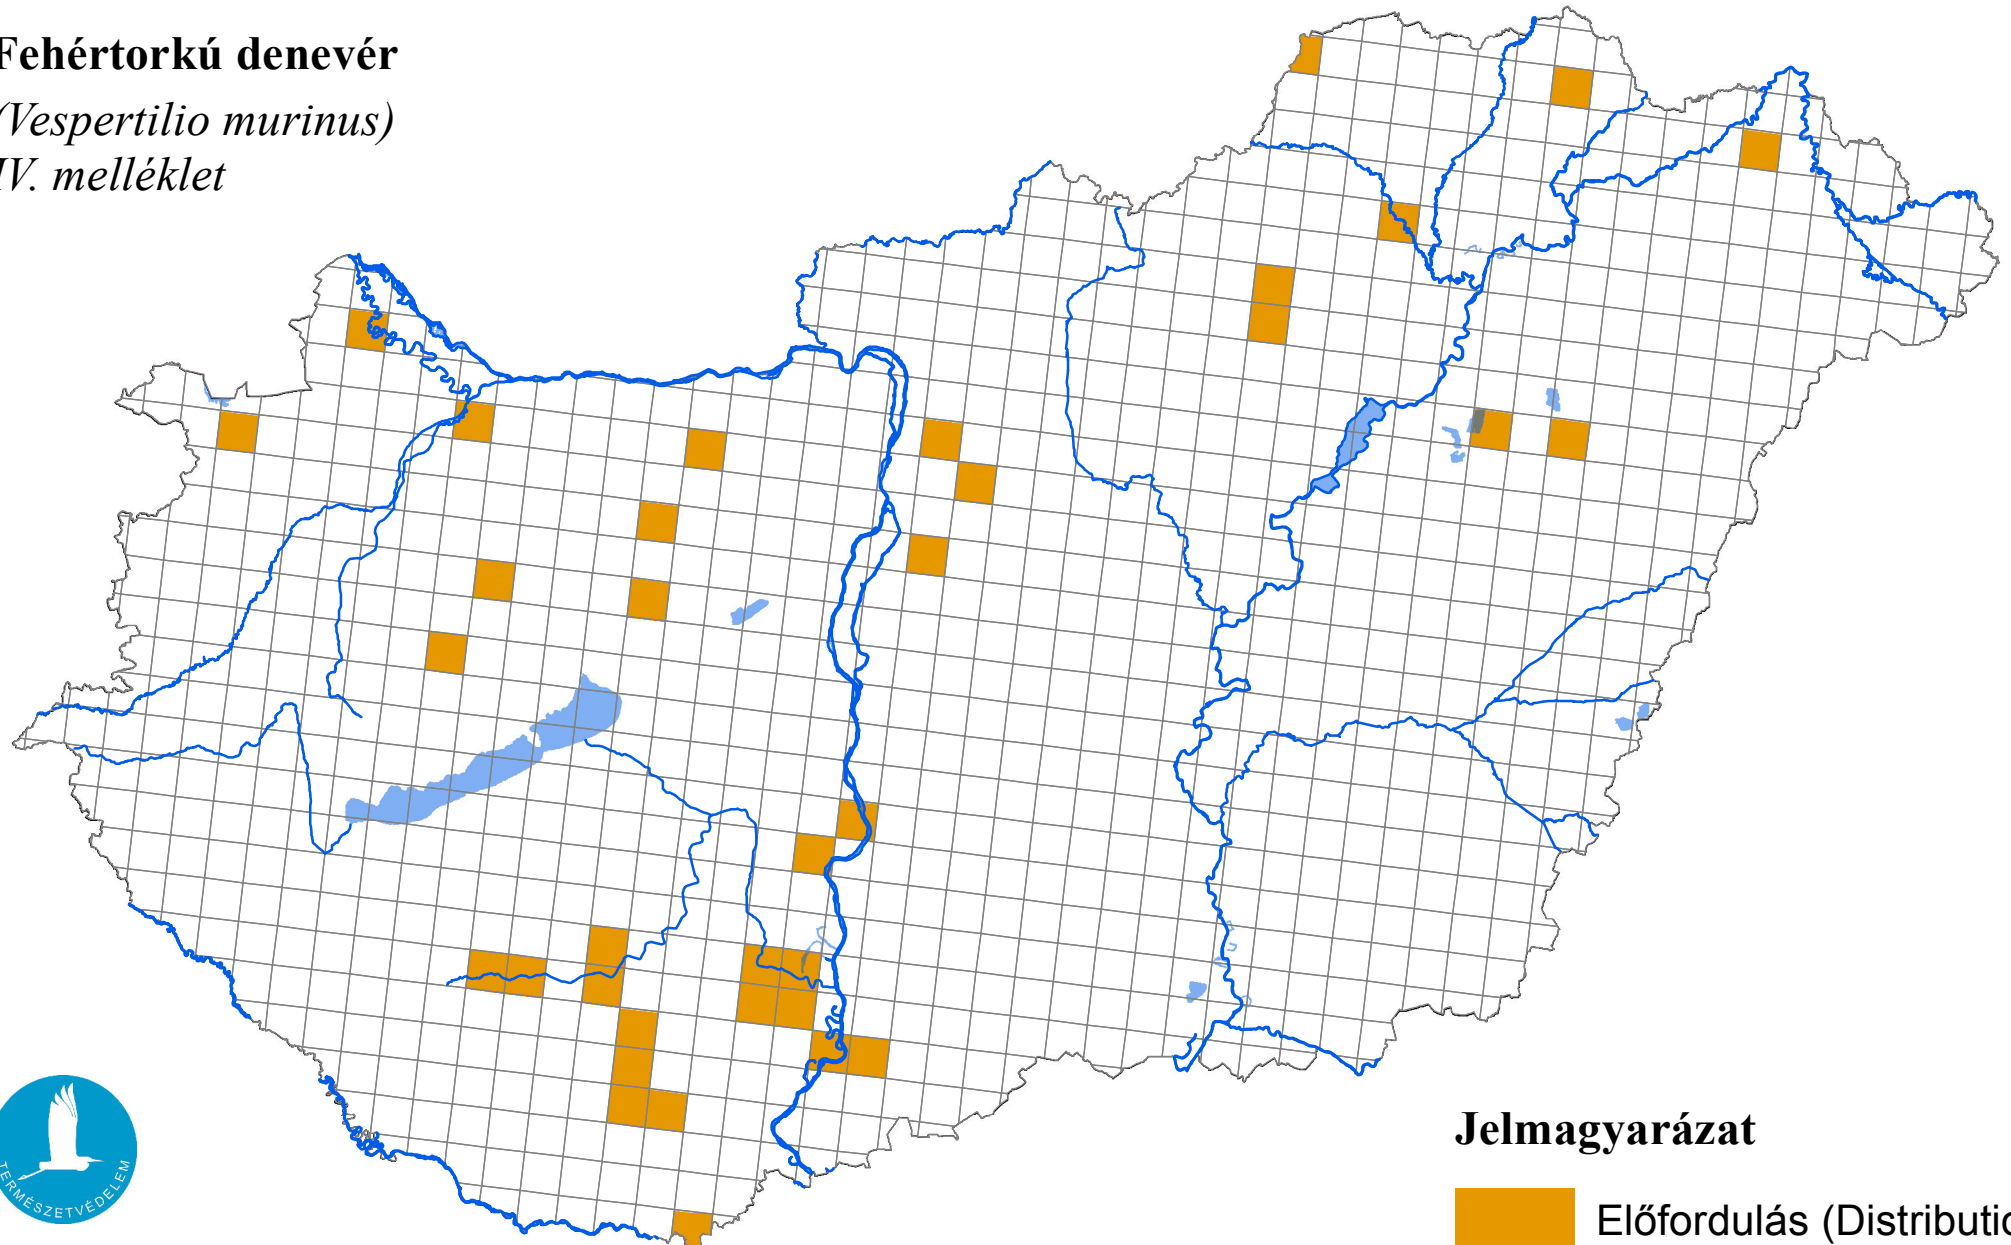 Fehértorkú denevér
(Vespertilio murinus)
IV. melléklet
TERMÉSZETVÉDELEM
Jelmagyarázat
Előfordulás (Distributio